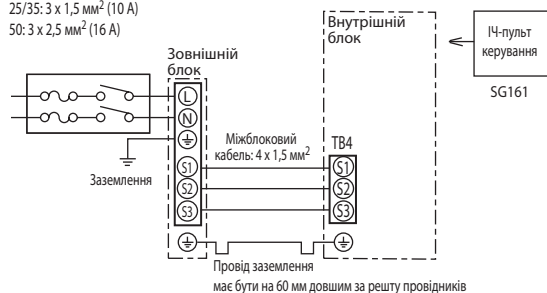 25/35: 3 x 1,5 мм² (10 А)
50: 3 x 2,5 мм² (16 А)
Зовнішній
блок
Внутрішній
блок
ІЧ-пульт
керування
SG161
L
N
Заземлення
Міжблоковий
кабель: 4 x 1,5 мм²
TB4
S1
S2
S3
S1
S2
S3
Провід заземлення
має бути на 60 мм довшим за решту провідників